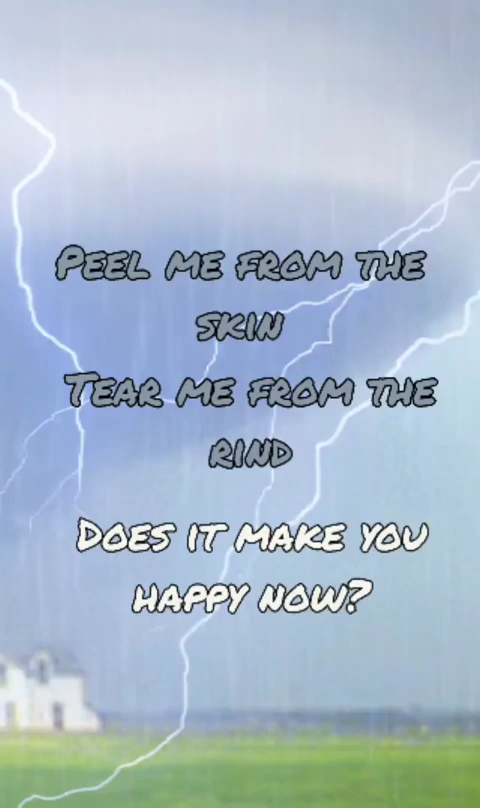 Peel me from the
skin
Tear me from the
rind
Does it make you
happy now?